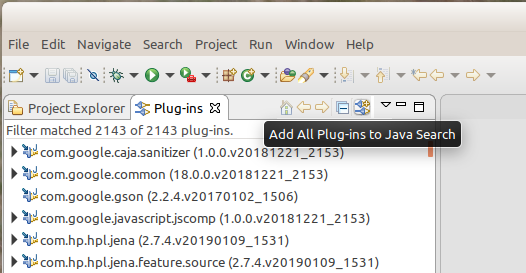 File Edit Navigate Search Project Run Window Help
Project Explorer Plug-ins
Filter matched 2143 of 2143 plug-ins.
Add All Plug-ins to Java Search
com.google.caja.sanitizer (1.0.0.v20181221_2153)
com.google.common (18.0.0.v20181221_2153)
com.google.gson (2.2.4.v20170102_1506)
com.google.javascript.jscomp (1.0.0.v20181221_2153)
com.hp.hpl.jena (2.7.4.v20190109_1531)
com.hp.hpl.jena.feature.source (2.7.4.v20190109_1531)